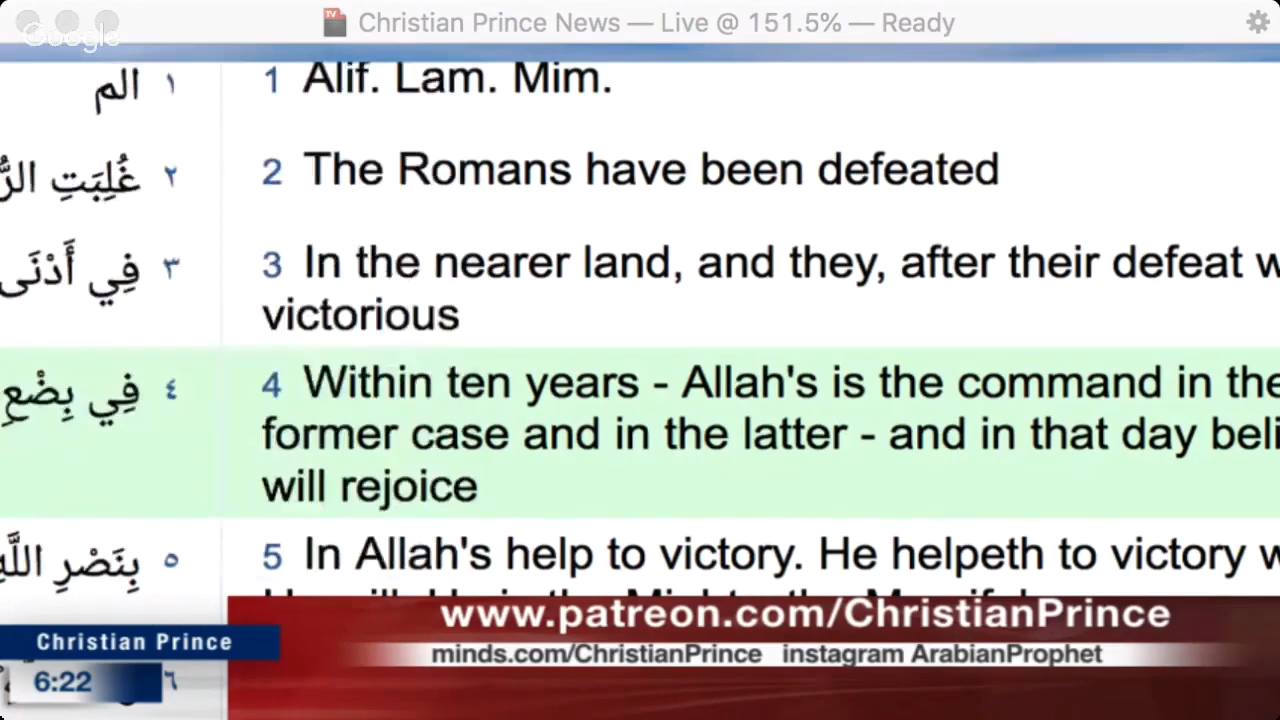 Christian Prince News — Live @ 151.5% — Ready
Google
الم ١
1 Alif. Lam. Mim.
غُلِبَتِ ٢
2 The Romans have been defeated
فِي أَدْنَى ٣
3 In the nearer land, and they, after their defeat
victorious
فِي بِضْعِ ٤
4 Within ten years - Allah's is the command in the
former case and in the latter - and in that day
will rejoice
بِنَصْرِ ٥
5 In Allah's help to victory. He helpeth to victory
www.patreon.com/ChristianPrince
Christian Prince
minds.com/ChristianPrince instagram ArabianProphet
6:22
٦